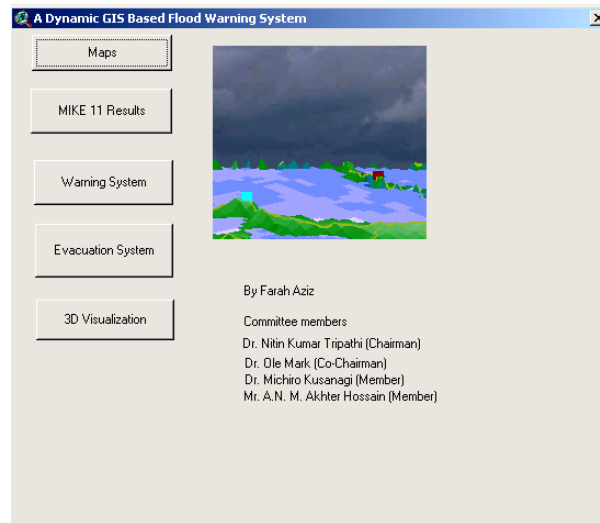 A Dynamic GIS Based Flood Warning System
Maps
MIKE 11 Results
Warning System
Evacuation System
3D Visualization
By Farah Aziz
Committee members
Dr. Nitin Kumar Tripathi (Chairman)
Dr. Ole Mark (Co-Chairman)
Dr. Michiro Kusanagi (Member)
Mr. A.N. M. Akhter Hossain (Member)